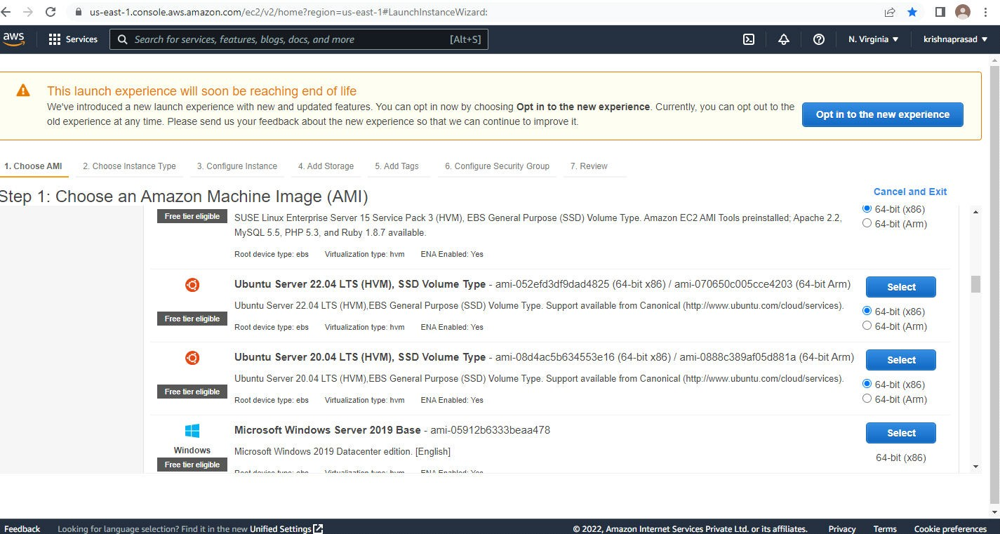 us-east-1.console.aws.amazon.com/ec2/v2/home?region=us-east-1#LaunchInstanceWizard:
aws Services Search for services, features, blogs, docs, and more [Alt+S] N. Virginia krishnaprasad
This launch experience will soon be reaching end of life
We've introduced a new launch experience with new and updated features. You can opt in now by choosing Opt in to the new experience. Currently, you can opt out to the
old experience at any time. Please send us your feedback about the new experience so that we can continue to improve it.
Opt in to the new experience
1. Choose AMI 2. Choose Instance Type 3. Configure Instance 4. Add Storage 5. Add Tags 6. Configure Security Group 7. Review
Step 1: Choose an Amazon Machine Image (AMI)
Cancel and Exit
Free tier eligible
SUSE Linux Enterprise Server 15 Service Pack 3 (HVM), EBS General Purpose (SSD) Volume Type. Amazon EC2 AMI Tools preinstalled; Apache 2.2,
MySQL 5.5, PHP 5.3, and Ruby 1.8.7 available.
Root device type: ebs Virtualization type: hvm ENA Enabled: Yes
64-bit (x86)
64-bit (Arm)
Ubuntu Server 22.04 LTS (HVM), SSD Volume Type - ami-052efd3df9dad4825 (64-bit x86) / ami-070650c005cce4203 (64-bit Arm)
Free tier eligible
Ubuntu Server 22.04 LTS (HVM),EBS General Purpose (SSD) Volume Type. Support available from Canonical (http://www.ubuntu.com/cloud/services).
Root device type: ebs Virtualization type: hvm ENA Enabled: Yes
Select
64-bit (x86)
64-bit (Arm)
Ubuntu Server 20.04 LTS (HVM), SSD Volume Type - ami-08d4ac5b634553e16 (64-bit x86) / ami-0888c389af05d881a (64-bit Arm)
Free tier eligible
Ubuntu Server 20.04 LTS (HVM),EBS General Purpose (SSD) Volume Type. Support available from Canonical (http://www.ubuntu.com/cloud/services).
Root device type: ebs Virtualization type: hvm ENA Enabled: Yes
Select
64-bit (x86)
64-bit (Arm)
Microsoft Windows Server 2019 Base - ami-05912b6333beaa478
Windows
Free tier eligible
Microsoft Windows 2019 Datacenter edition. [English]
Root device type: ebs Virtualization type: hvm ENA Enabled: Yes
Select
64-bit (x86)
Feedback Looking for language selection? Find it in the new Unified Settings © 2022, Amazon Internet Services Private Ltd. or its affiliates. Privacy Terms Cookie preferences